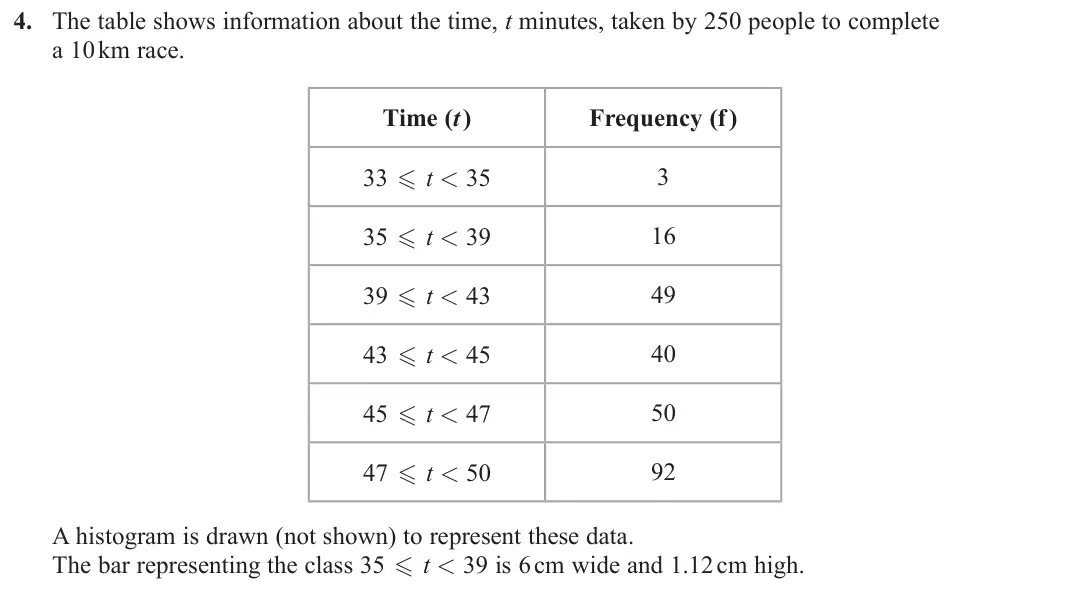 4. The table shows information about the time, t minutes, taken by 250 people to complete
a 10 km race.
Time (t) Frequency (f)
33 ⩽ t < 35 3
35 ⩽ t < 39 16
39 ⩽ t < 43 49
43 ⩽ t < 45 40
45 ⩽ t < 47 50
47 ⩽ t < 50 92
A histogram is drawn (not shown) to represent these data.
The bar representing the class 35 ⩽ t < 39 is 6 cm wide and 1.12 cm high.